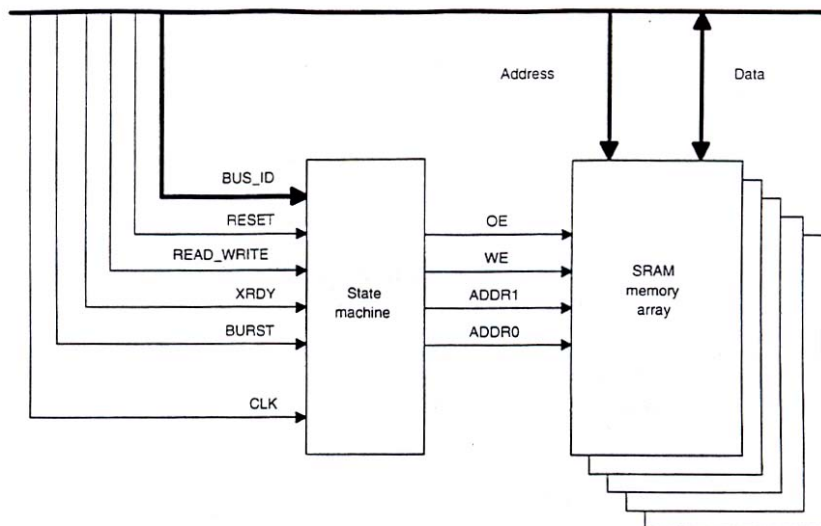 Address
Data
BUS_ID
RESET
READ_WRITE
XRDY
BURST
CLK
State
machine
OE
WE
ADDR1
ADDR0
SRAM
memory
array